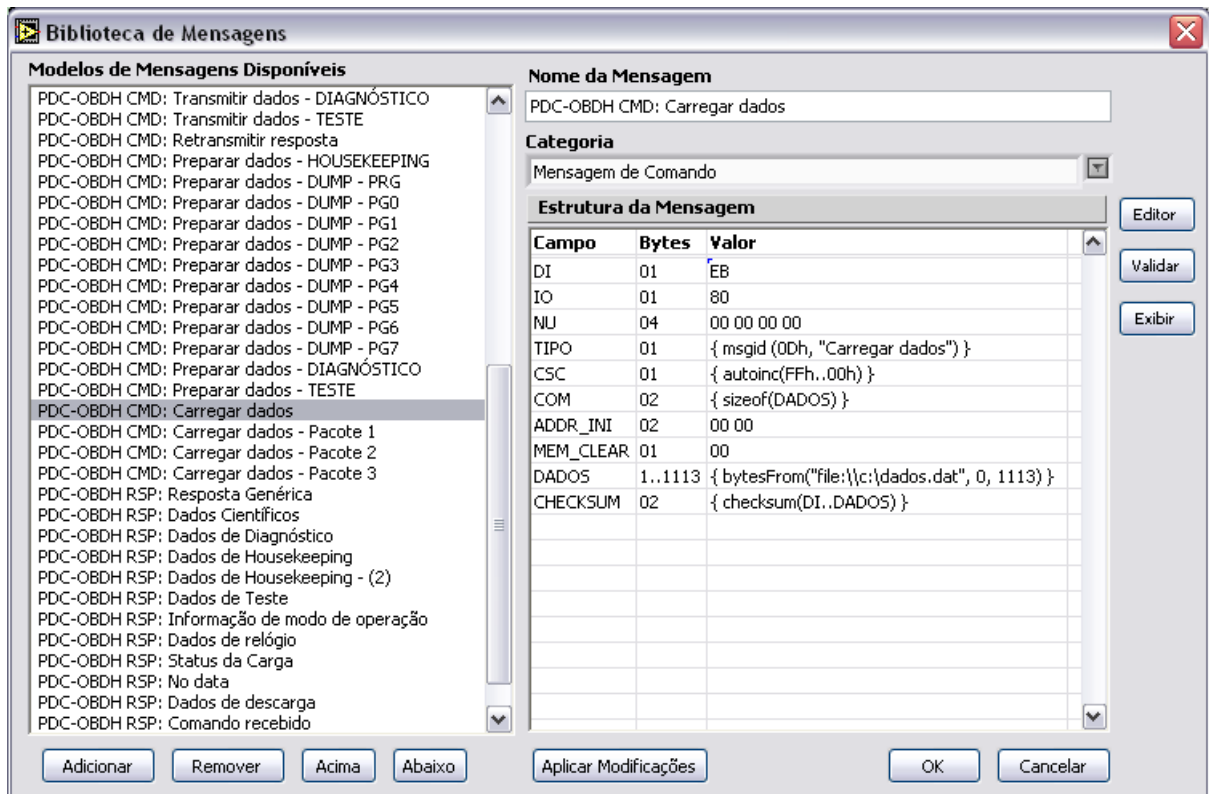 Biblioteca de Mensagens
Modelos de Mensagens Disponíveis
PDC-OBDH CMD: Transmitir dados - DIAGNÓSTICO
PDC-OBDH CMD: Transmitir dados - TESTE
PDC-OBDH CMD: Retransmitir resposta
PDC-OBDH CMD: Preparar dados - HOUSEKEEPING
PDC-OBDH CMD: Preparar dados - DUMP - PRG
PDC-OBDH CMD: Preparar dados - DUMP - PG0
PDC-OBDH CMD: Preparar dados - DUMP - PG1
PDC-OBDH CMD: Preparar dados - DUMP - PG2
PDC-OBDH CMD: Preparar dados - DUMP - PG3
PDC-OBDH CMD: Preparar dados - DUMP - PG4
PDC-OBDH CMD: Preparar dados - DUMP - PG5
PDC-OBDH CMD: Preparar dados - DUMP - PG6
PDC-OBDH CMD: Preparar dados - DUMP - PG7
PDC-OBDH CMD: Preparar dados - DIAGNÓSTICO
PDC-OBDH CMD: Preparar dados - TESTE
PDC-OBDH CMD: Carregar dados
PDC-OBDH CMD: Carregar dados - Pacote 1
PDC-OBDH CMD: Carregar dados - Pacote 2
PDC-OBDH CMD: Carregar dados - Pacote 3
PDC-OBDH RSP: Resposta Genérica
PDC-OBDH RSP: Dados Científicos
PDC-OBDH RSP: Dados de Diagnóstico
PDC-OBDH RSP: Dados de Housekeeping
PDC-OBDH RSP: Dados de Housekeeping - (2)
PDC-OBDH RSP: Dados de Teste
PDC-OBDH RSP: Informação de modo de operação
PDC-OBDH RSP: Dados de relógio
PDC-OBDH RSP: Status da Carga
PDC-OBDH RSP: No data
PDC-OBDH RSP: Dados de descarga
PDC-OBDH RSP: Comando recebido
Adicionar Remover Acima Abaixo
Nome da Mensagem
PDC-OBDH CMD: Carregar dados
Categoria
Mensagem de Comando
Estrutura da Mensagem
Campo Bytes Valor
DI 01 EB
IO 01 80
NU 04 00 00 00 00
TIPO 01 { msgid (0Dh, "Carregar dados") }
CSC 01 { autoinc(FFh..00h) }
COM 02 { sizeof(DADOS) }
ADDR_INI 02 00 00
MEM_CLEAR 01 00
DADOS 1..1113 { bytesFrom("file:\\c:\dados.dat", 0, 1113) }
CHECKSUM 02 { checksum(DI..DADOS) }
Editor
Validar
Exibir
Aplicar Modificações OK Cancelar